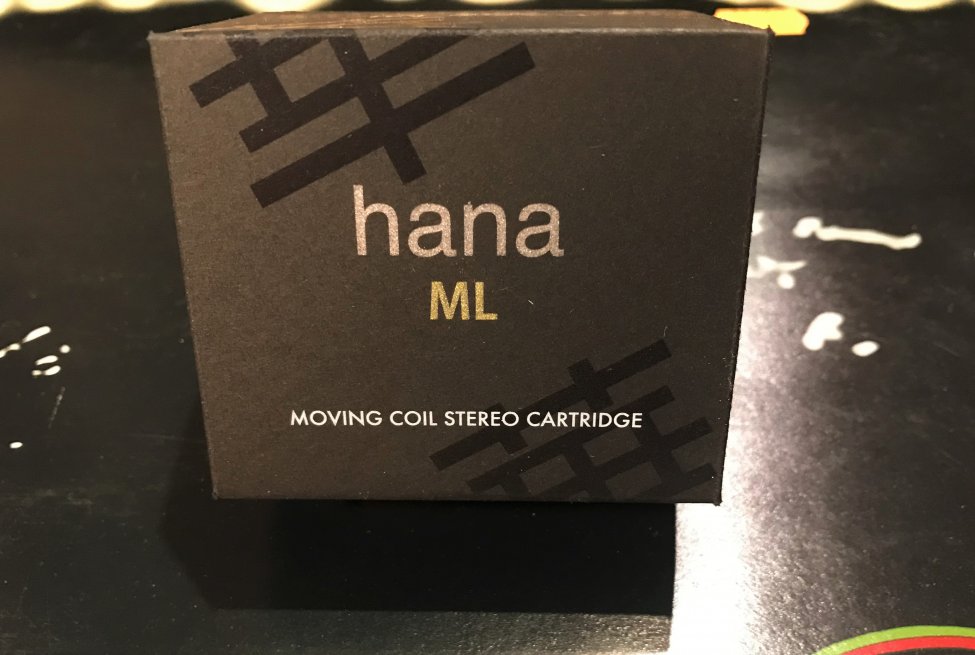 hana
ML
MOVING COIL STEREO CARTRIDGE